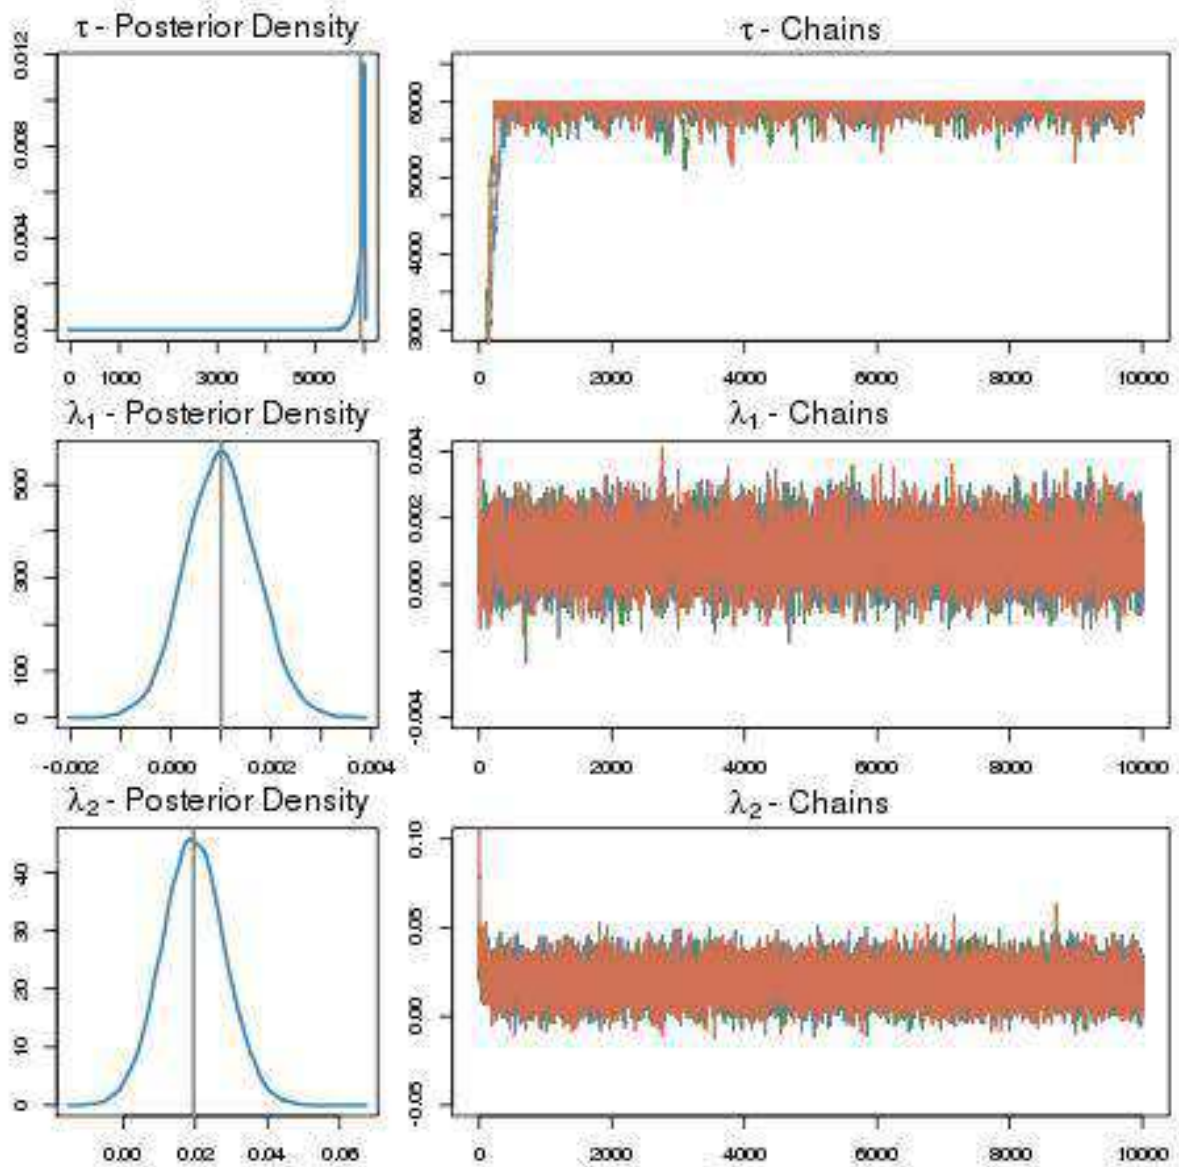 τ - Posterior Density
τ - Chains
0.012
0.008
0.004
0.000
0 1000 3000 5000
6000
5000
4000
3000
0 2000 4000 6000 8000 10000
λ1 - Posterior Density
λ1 - Chains
500
300
100
0
-0.002 0.000 0.002 0.004
0.004
0.002
0.000
-0.004
0 2000 4000 6000 8000 10000
λ2 - Posterior Density
λ2 - Chains
40
30
20
10
0
0.00 0.02 0.04 0.06
0.10
0.05
0.00
-0.05
0 2000 4000 6000 8000 10000